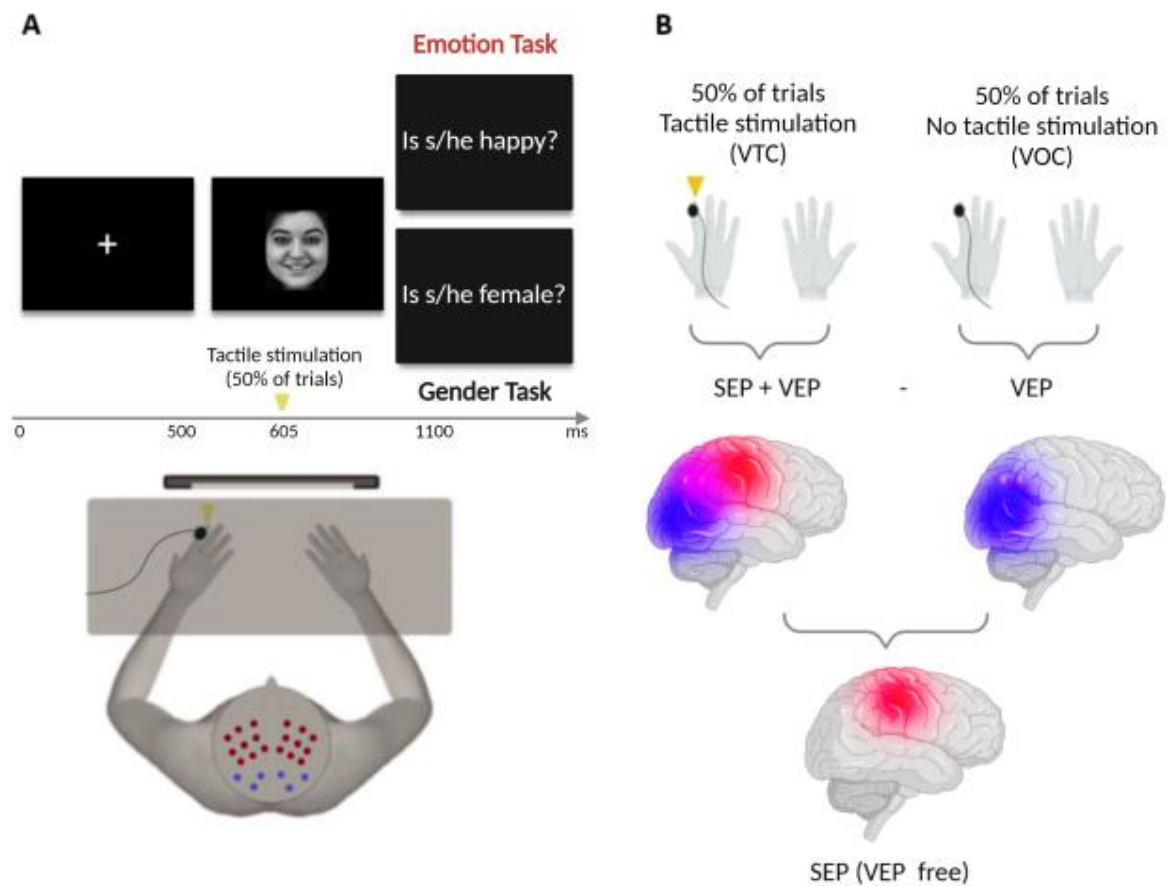 A
Emotion Task
Is s/he happy?
+
Is s/he female?
Tactile stimulation
(50% of trials)
Gender Task
0 500 605 1100 ms
B
50% of trials
Tactile stimulation
(VTC)
50% of trials
No tactile stimulation
(VOC)
SEP + VEP - VEP
SEP (VEP free)